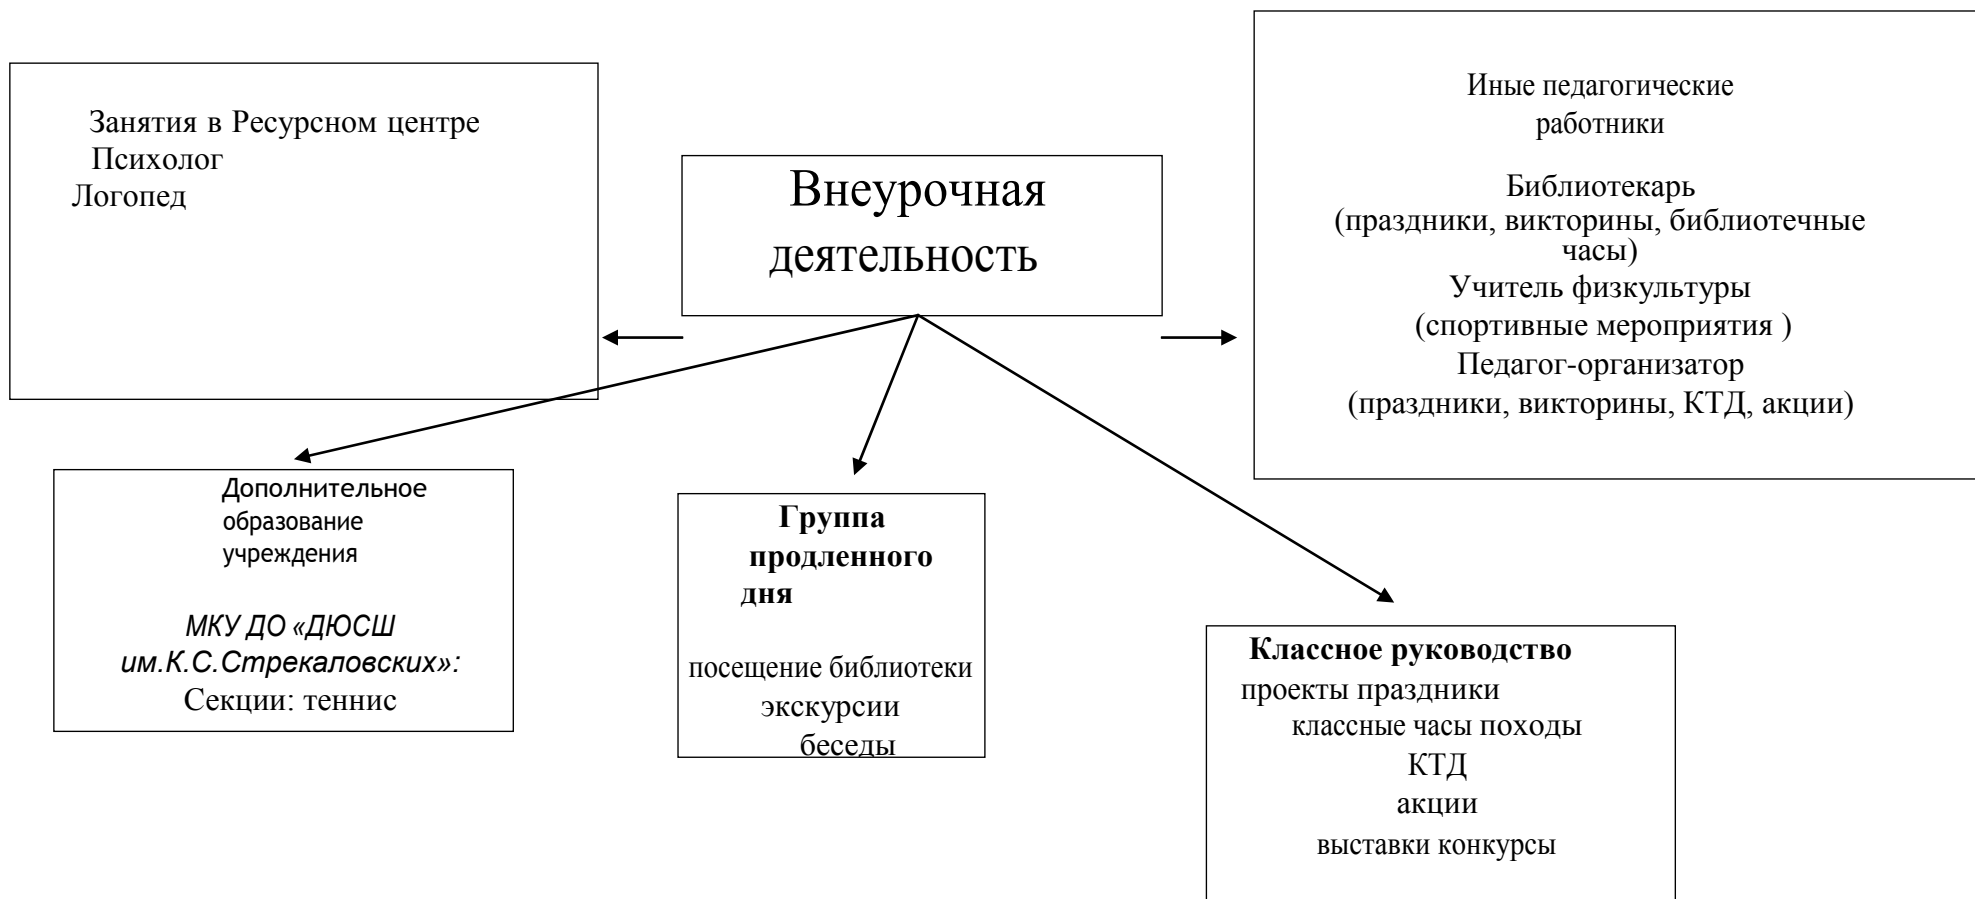 Занятия в Ресурсном центре
Психолог
Логопед
Внеурочная
деятельность
Иные педагогические
работники
Библиотекарь
(праздники, викторины, библиотечные
часы)
Учитель физкультуры
(спортивные мероприятия )
Педагог-организатор
(праздники, викторины, КТД, акции)
Дополнительное
образование
учреждения
МКУ ДО «ДЮСШ
им.К.С.Стрекаловских»:
Секции: теннис
Группа
продленного
дня
посещение библиотеки
экскурсии
беседы
Классное руководство
проекты праздники
классные часы походы
КТД
акции
выставки конкурсы